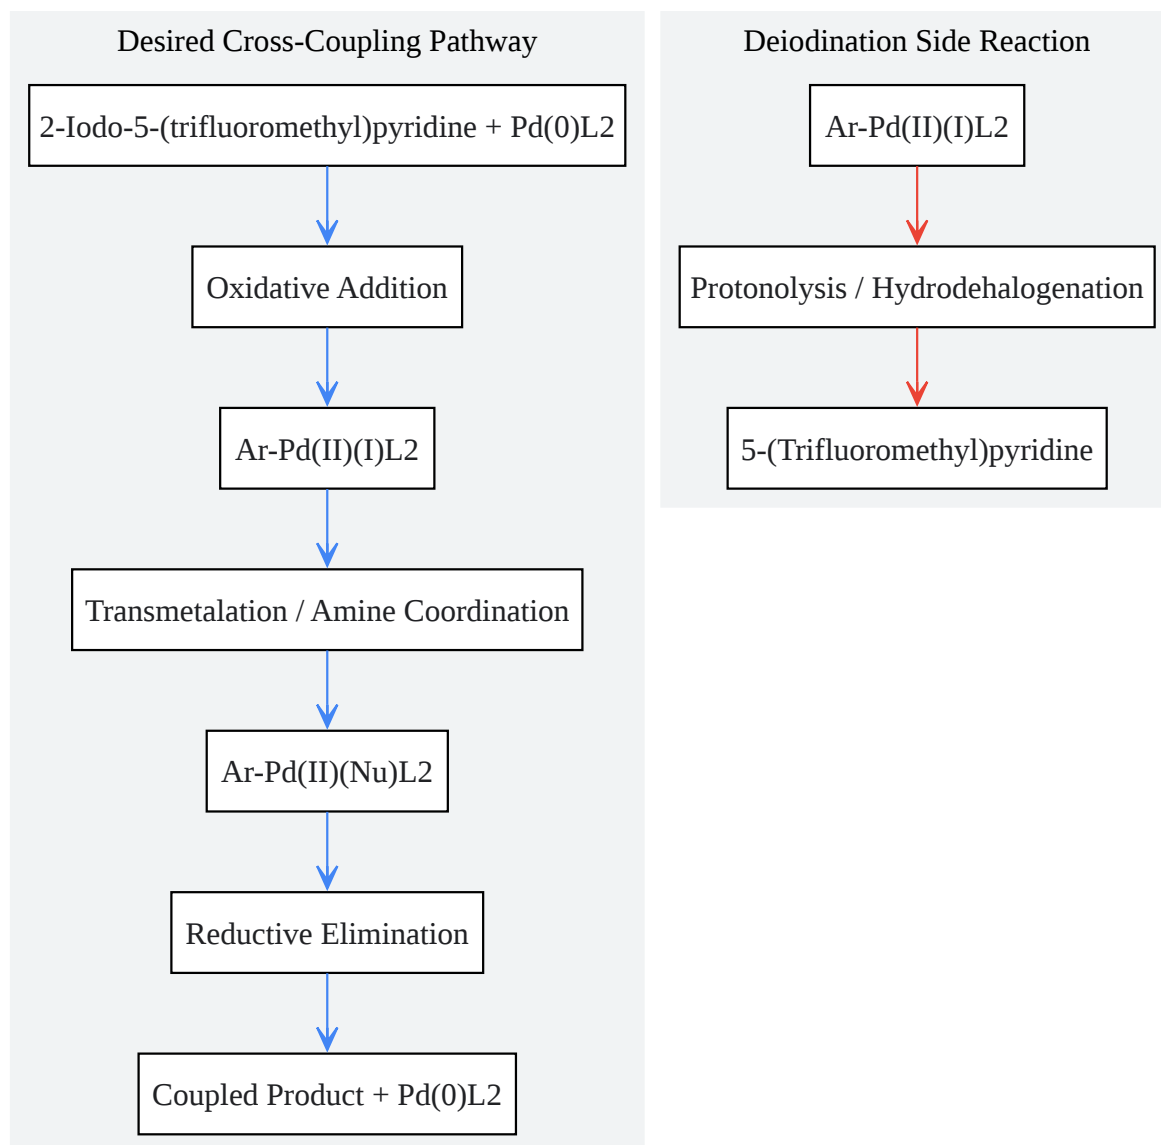 Desired Cross-Coupling Pathway
2-Iodo-5-(trifluoromethyl)pyridine + Pd(0)L2
Oxidative Addition
Ar-Pd(II)(I)L2
Transmetalation / Amine Coordination
Ar-Pd(II)(Nu)L2
Reductive Elimination
Coupled Product + Pd(0)L2
Deiodination Side Reaction
Ar-Pd(II)(I)L2
Protonolysis / Hydrodehalogenation
5-(Trifluoromethyl)pyridine